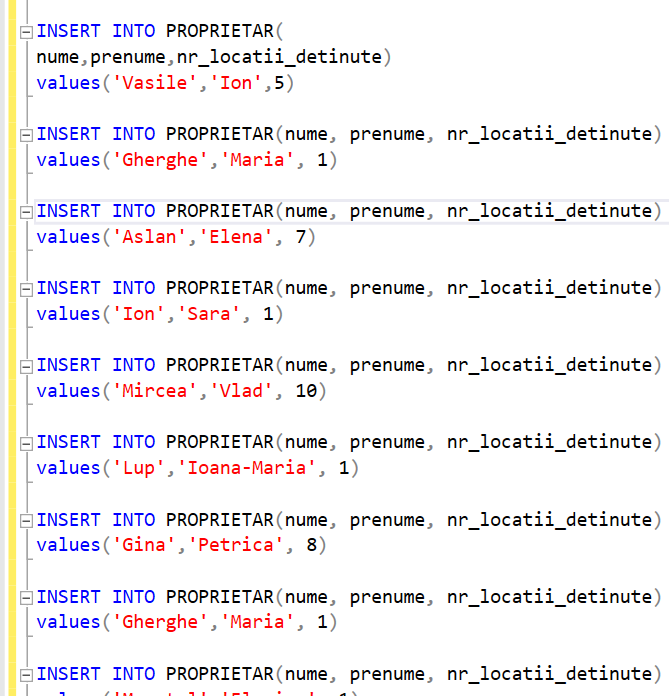 INSERT INTO PROPRIETAR(
nume,prenume,nr_locatii_detinute)
values('Vasile','Ion',5)
INSERT INTO PROPRIETAR(nume, prenume, nr_locatii_detinute)
values('Gherghe','Maria', 1)
INSERT INTO PROPRIETAR(nume, prenume, nr_locatii_detinute)
values('Aslan','Elena', 7)
INSERT INTO PROPRIETAR(nume, prenume, nr_locatii_detinute)
values('Ion','Sara', 1)
INSERT INTO PROPRIETAR(nume, prenume, nr_locatii_detinute)
values('Mircea','Vlad', 10)
INSERT INTO PROPRIETAR(nume, prenume, nr_locatii_detinute)
values('Lup','Ioana-Maria', 1)
INSERT INTO PROPRIETAR(nume, prenume, nr_locatii_detinute)
values('Gina','Petrica', 8)
INSERT INTO PROPRIETAR(nume, prenume, nr_locatii_detinute)
values('Gherghe','Maria', 1)
INSERT INTO PROPRIETAR(nume, prenume, nr_locatii_detinute)